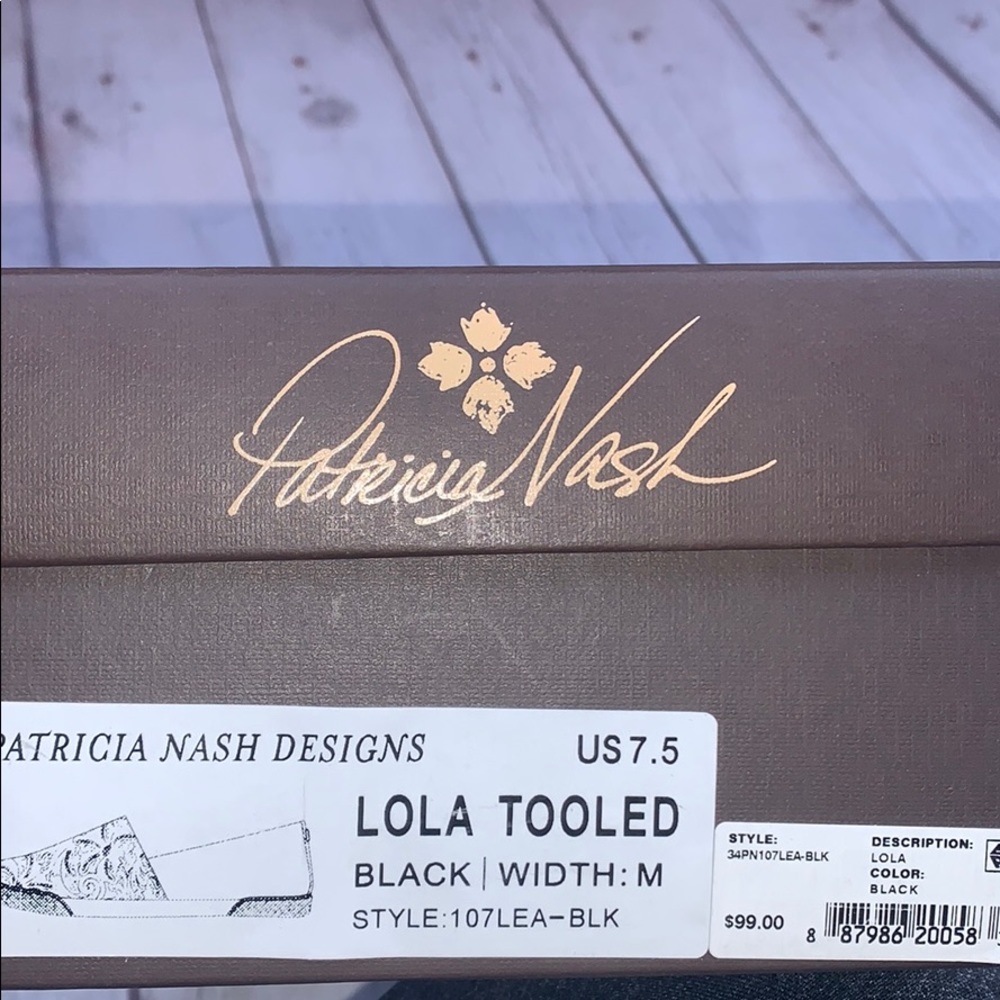 Patricia Nash
PATRICIA NASH DESIGNS
US 7.5
LOLA TOOLED
BLACK | WIDTH: M
STYLE:107LEA-BLK
STYLE:
34PN107LEA-BLK
DESCRIPTION:
LOLA
COLOR:
BLACK
$99.00
8 87986 20058